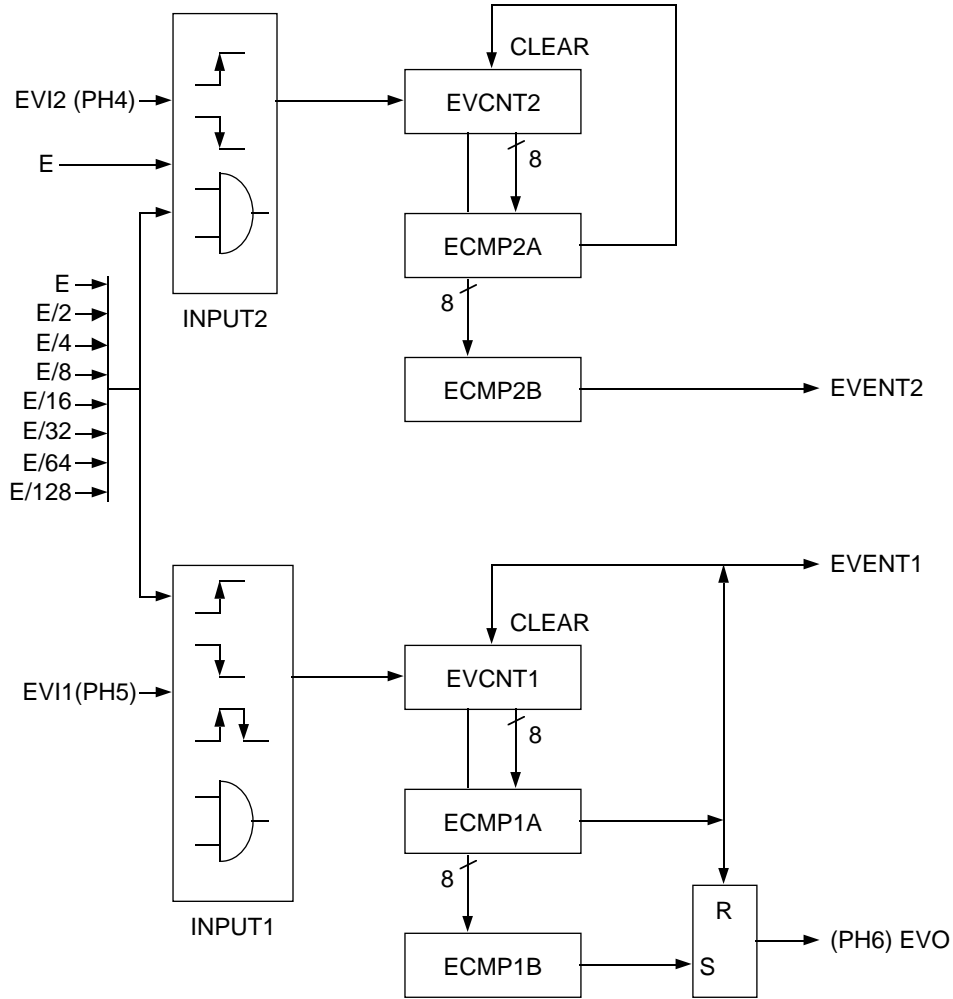 CLEAR
EVI2 (PH4)
EVCNT2
8
E
ECMP2A
E
8
INPUT2
E/2
E/4
E/8
ECMP2B
EVENT2
E/16
E/32
E/64
E/128
EVENT1
CLEAR
EVI1(PH5)
EVCNT1
8
ECMP1A
8
INPUT1
R
(PH6) EVO
ECMP1B
S